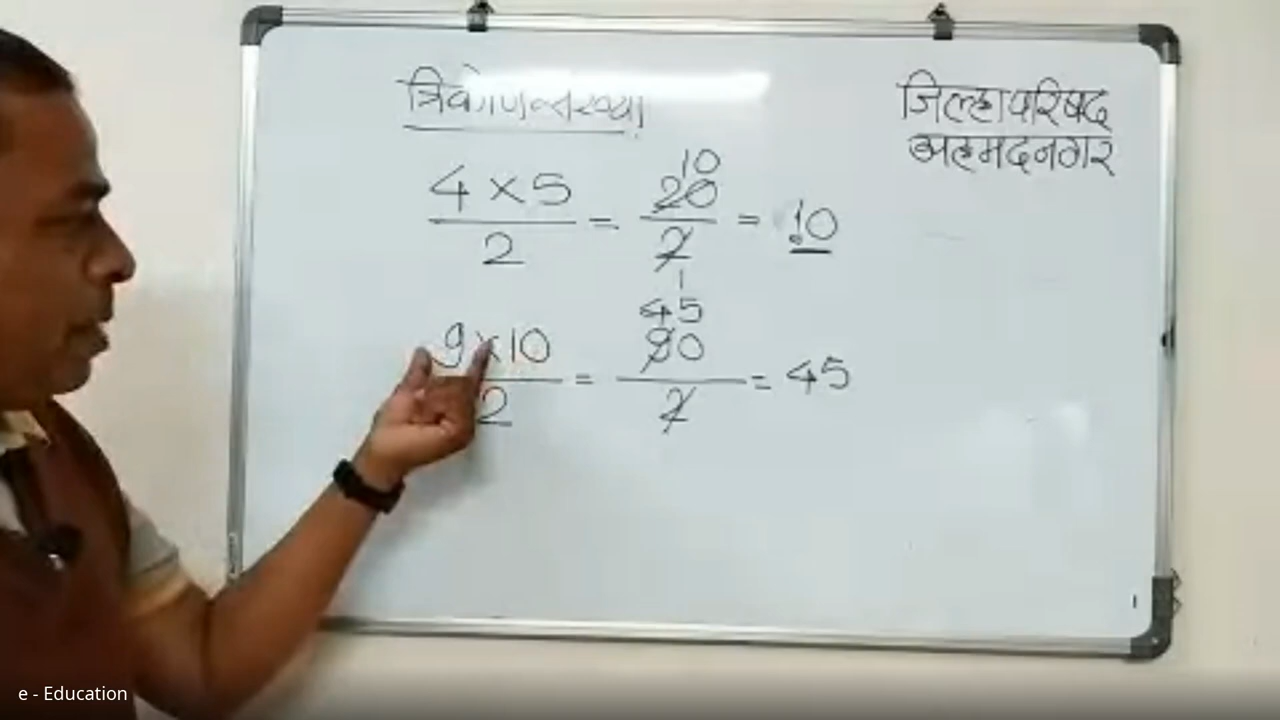 त्रिकोण संख्या
जिल्हा परिषद
अहमदनगर
4 × 5 / 2 = 20 / 2 = 10
10
1
9 × 10 / 2 = 90 / 2 = 45
45
e - Education